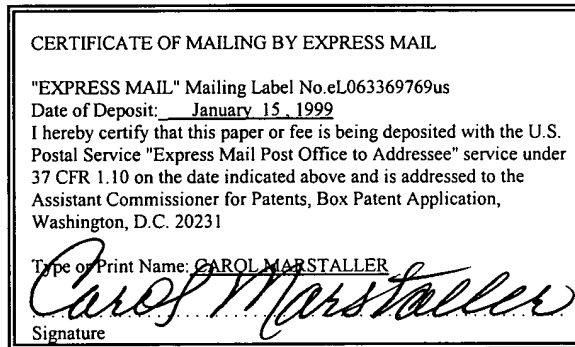 CERTIFICATE OF MAILING BY EXPRESS MAIL
"EXPRESS MAIL" Mailing Label No.eL063369769us
Date of Deposit: January 15, 1999
I hereby certify that this paper or fee is being deposited with the U.S.
Postal Service "Express Mail Post Office to Addressee" service under
37 CFR 1.10 on the date indicated above and is addressed to the
Assistant Commissioner for Patents, Box Patent Application,
Washington, D.C. 20231
Type or Print Name: CAROL MARSTALLER
Carol Marstaller
Signature